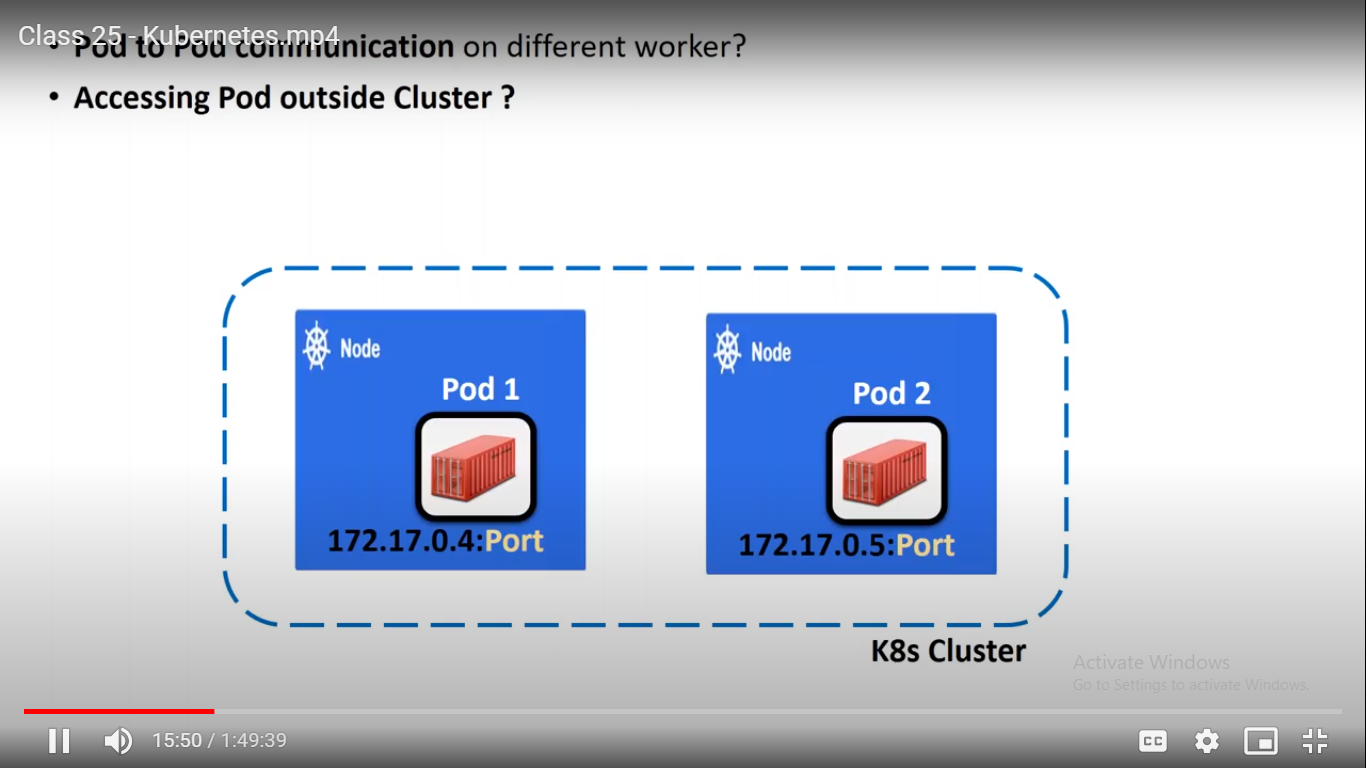 Class 25 - Kubernetes.mp4
• Pod to Pod communication on different worker?
• Accessing Pod outside Cluster ?
Node
Pod 1
172.17.0.4:Port
Node
Pod 2
172.17.0.5:Port
K8s Cluster
Activate Windows
Go to Settings to activate Windows.
15:50 / 1:49:39
CC